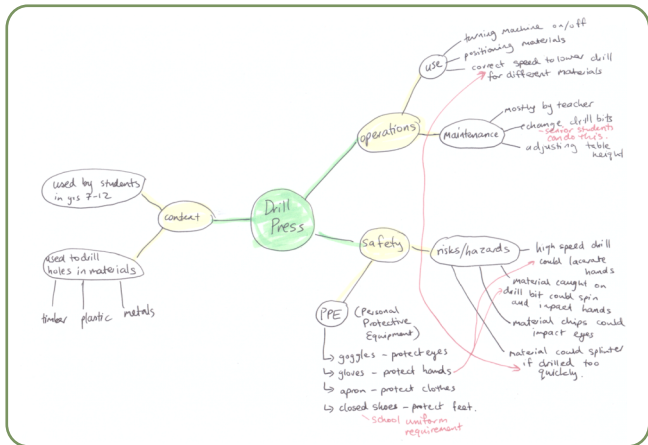 Drill
Press
operations
use
turning machine on/off
positioning materials
correct speed to lower drill
for different materials
Maintenance
mostly by teacher
change drill bits
- senior students
can do this.
adjusting table
height
context
used by students
in yrs 7-12
used to drill
holes in materials
timber
plastic
metals
safety
risks/hazards
high speed drill
could lacarate
hands
material caught on
drill bit could spin
and impact hands
material chips could
impact eyes
material could splinter
if drilled too
quickly.
PPE
(Personal
Protective
Equipment)
↳ goggles - protect eyes
↳ gloves - protect hands
↳ apron - protect clothes
↳ closed shoes - protect feet.
school uniform
requirement